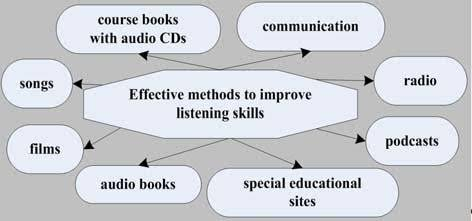 course books
with audio CDs
communication
songs
radio
Effective methods to improve
listening skills
films
podcasts
audio books
special educational
sites